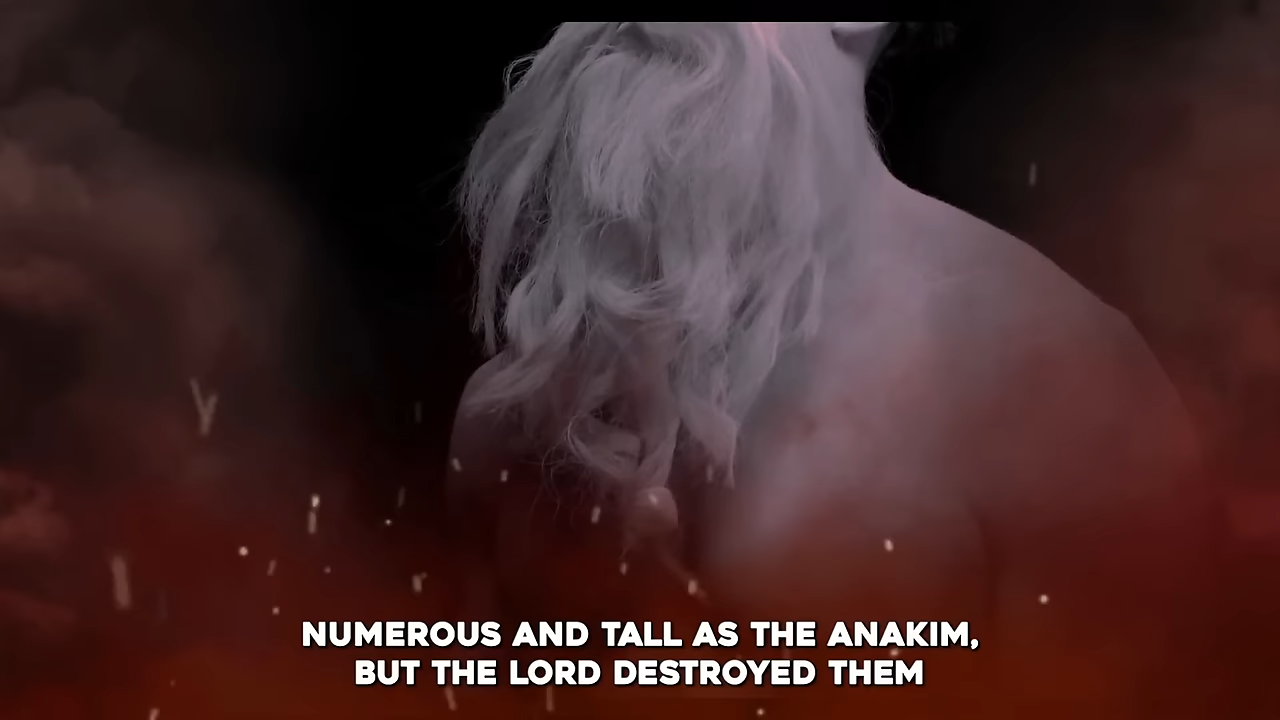 NUMEROUS AND TALL AS THE ANAKIM,
BUT THE LORD DESTROYED THEM